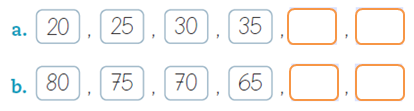 a. 20 , 25 , 30 , 35 , ,
b. 80 , 75 , 70 , 65 , ,